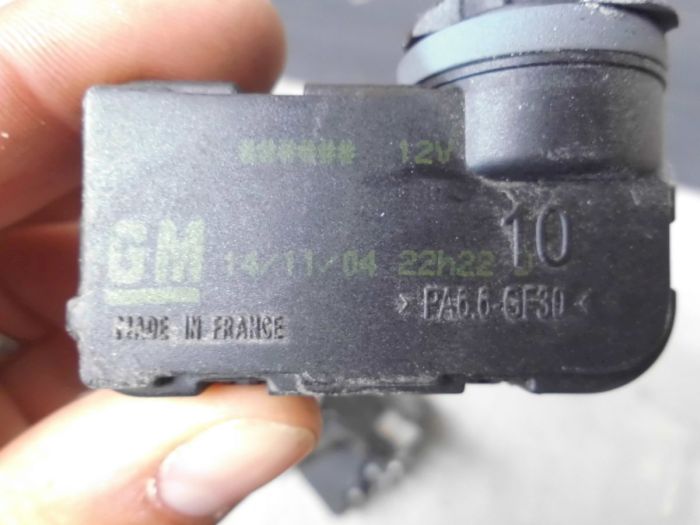 ###### 12V
10
GM 14/11/04 22h22 J
>PA6.6-GF30<
MADE IN FRANCE